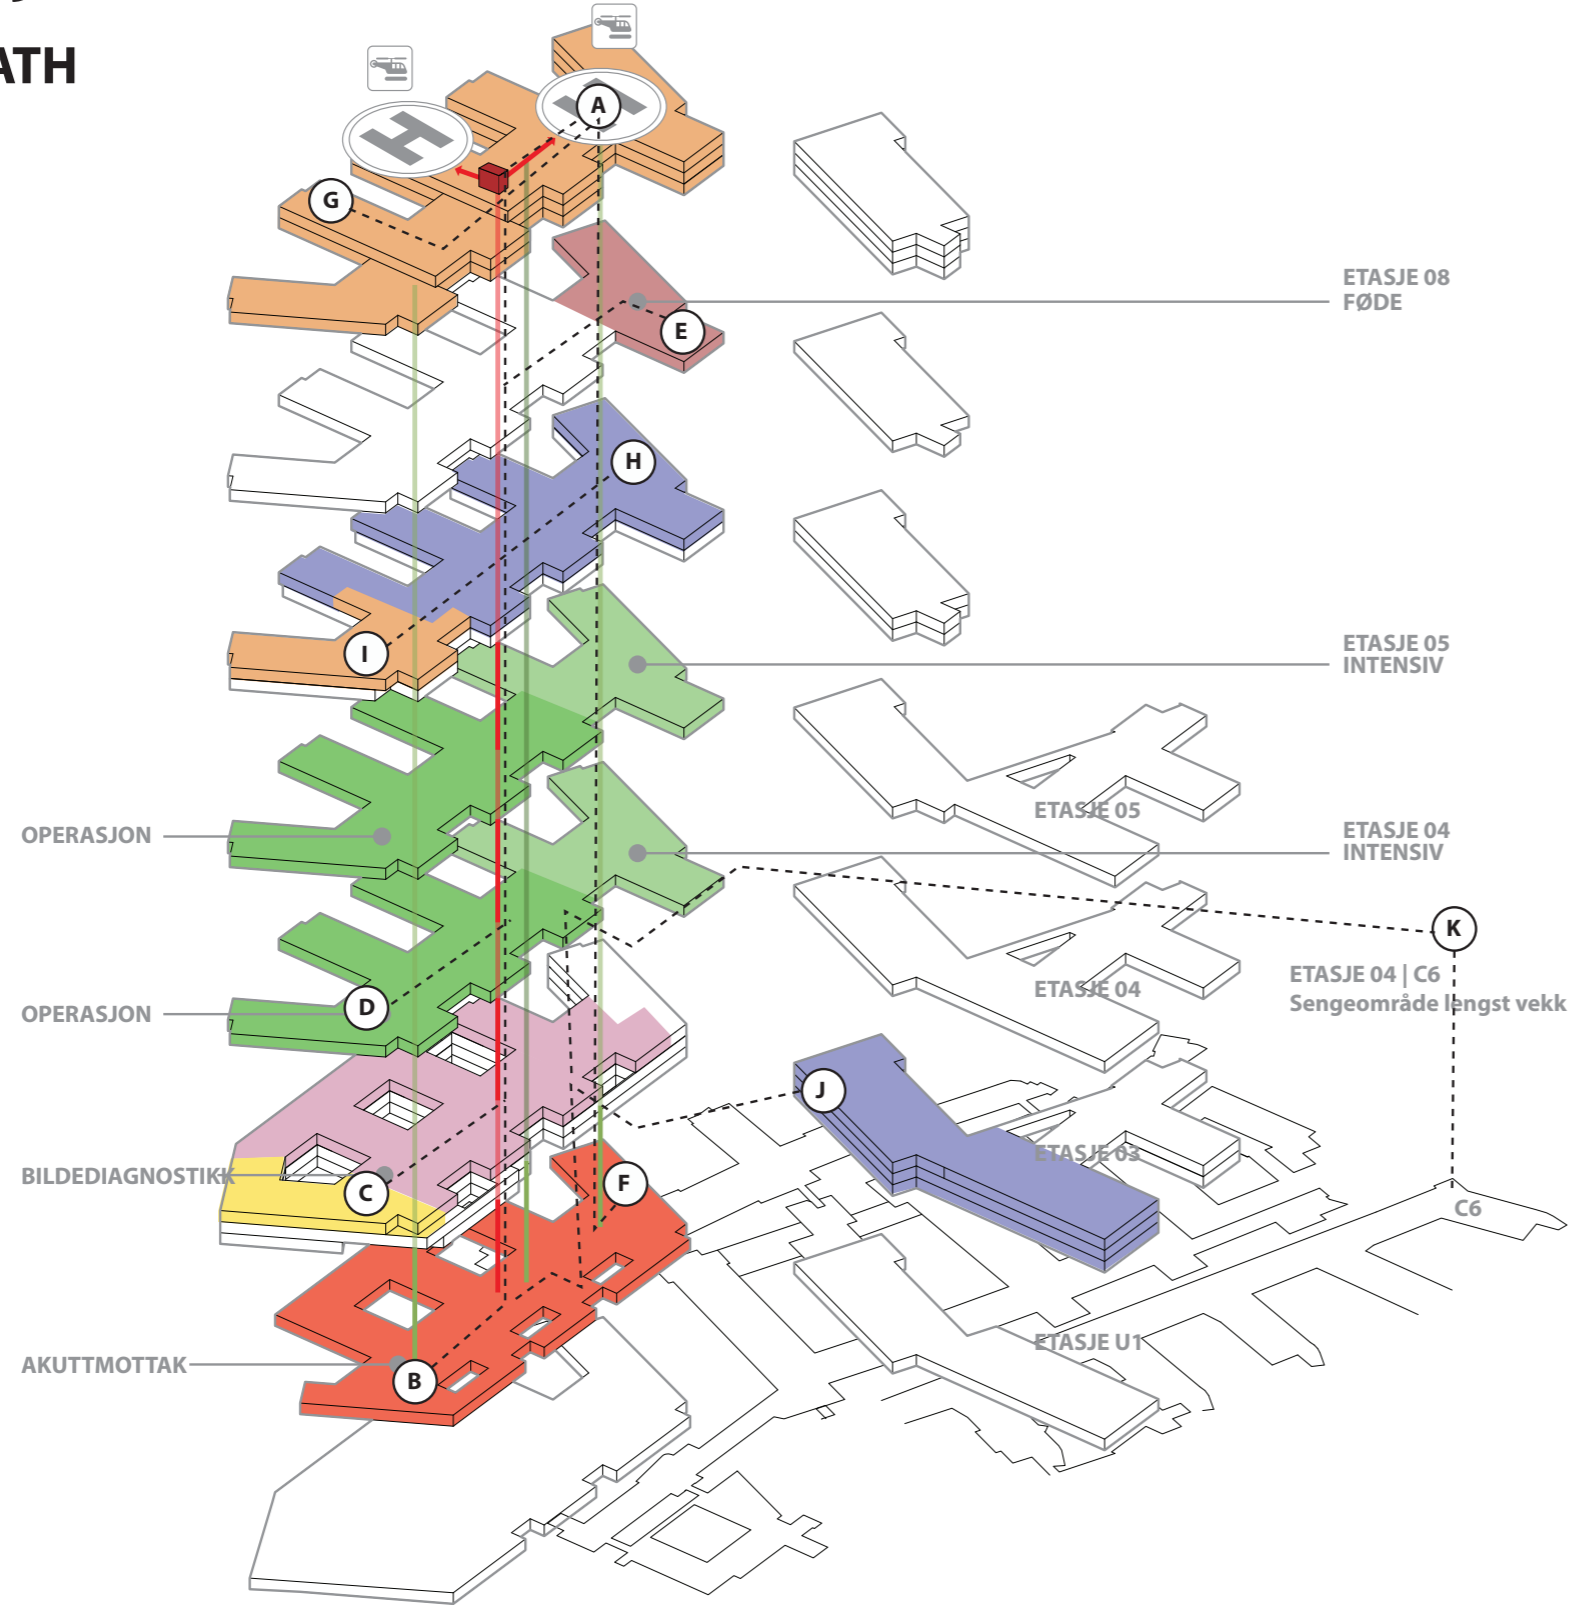 ATH
A
G
ETASJE 08
FØDE
E
H
I
ETASJE 05
INTENSIV
ETASJE 05
OPERASJON
ETASJE 04
INTENSIV
K
ETASJE 04 | C6
Sengeområde lengst vekk
ETASJE 04
D
OPERASJON
J
ETASJE 03
BILDEDIAGNOSTIKK
C
F
C6
ETASJE U1
AKUTTMOTTAK
B